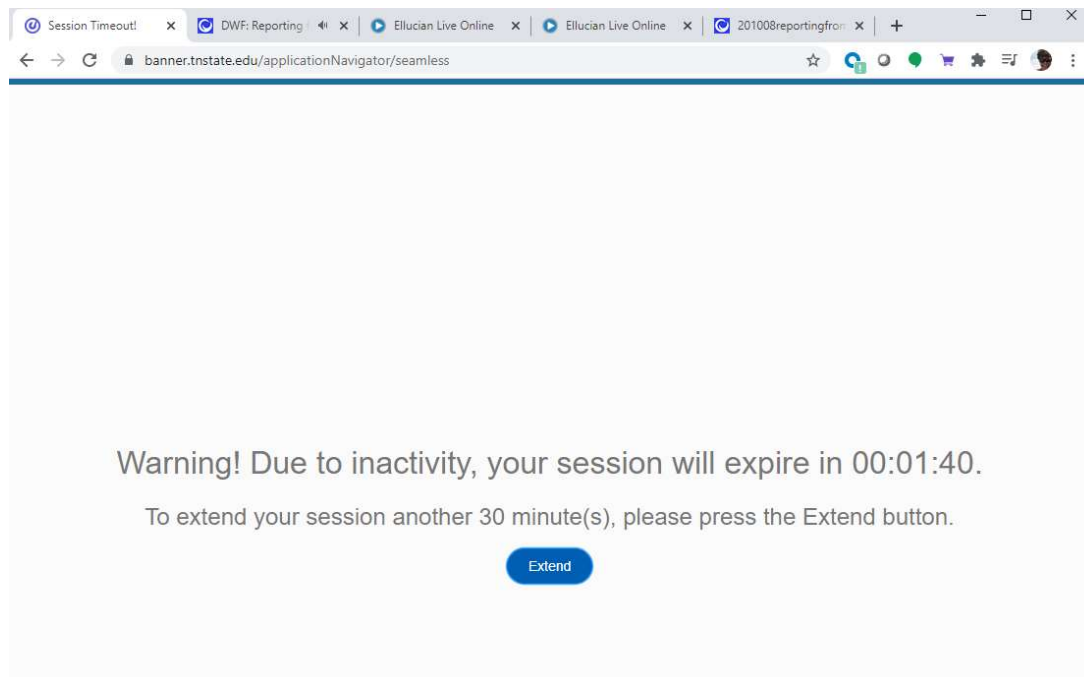 Session Timeout!
DWF: Reporting
Ellucian Live Online
Ellucian Live Online
201008reportingfron
banner.tnstate.edu/applicationNavigator/seamless
Warning! Due to inactivity, your session will expire in 00:01:40.
To extend your session another 30 minute(s), please press the Extend button.
Extend